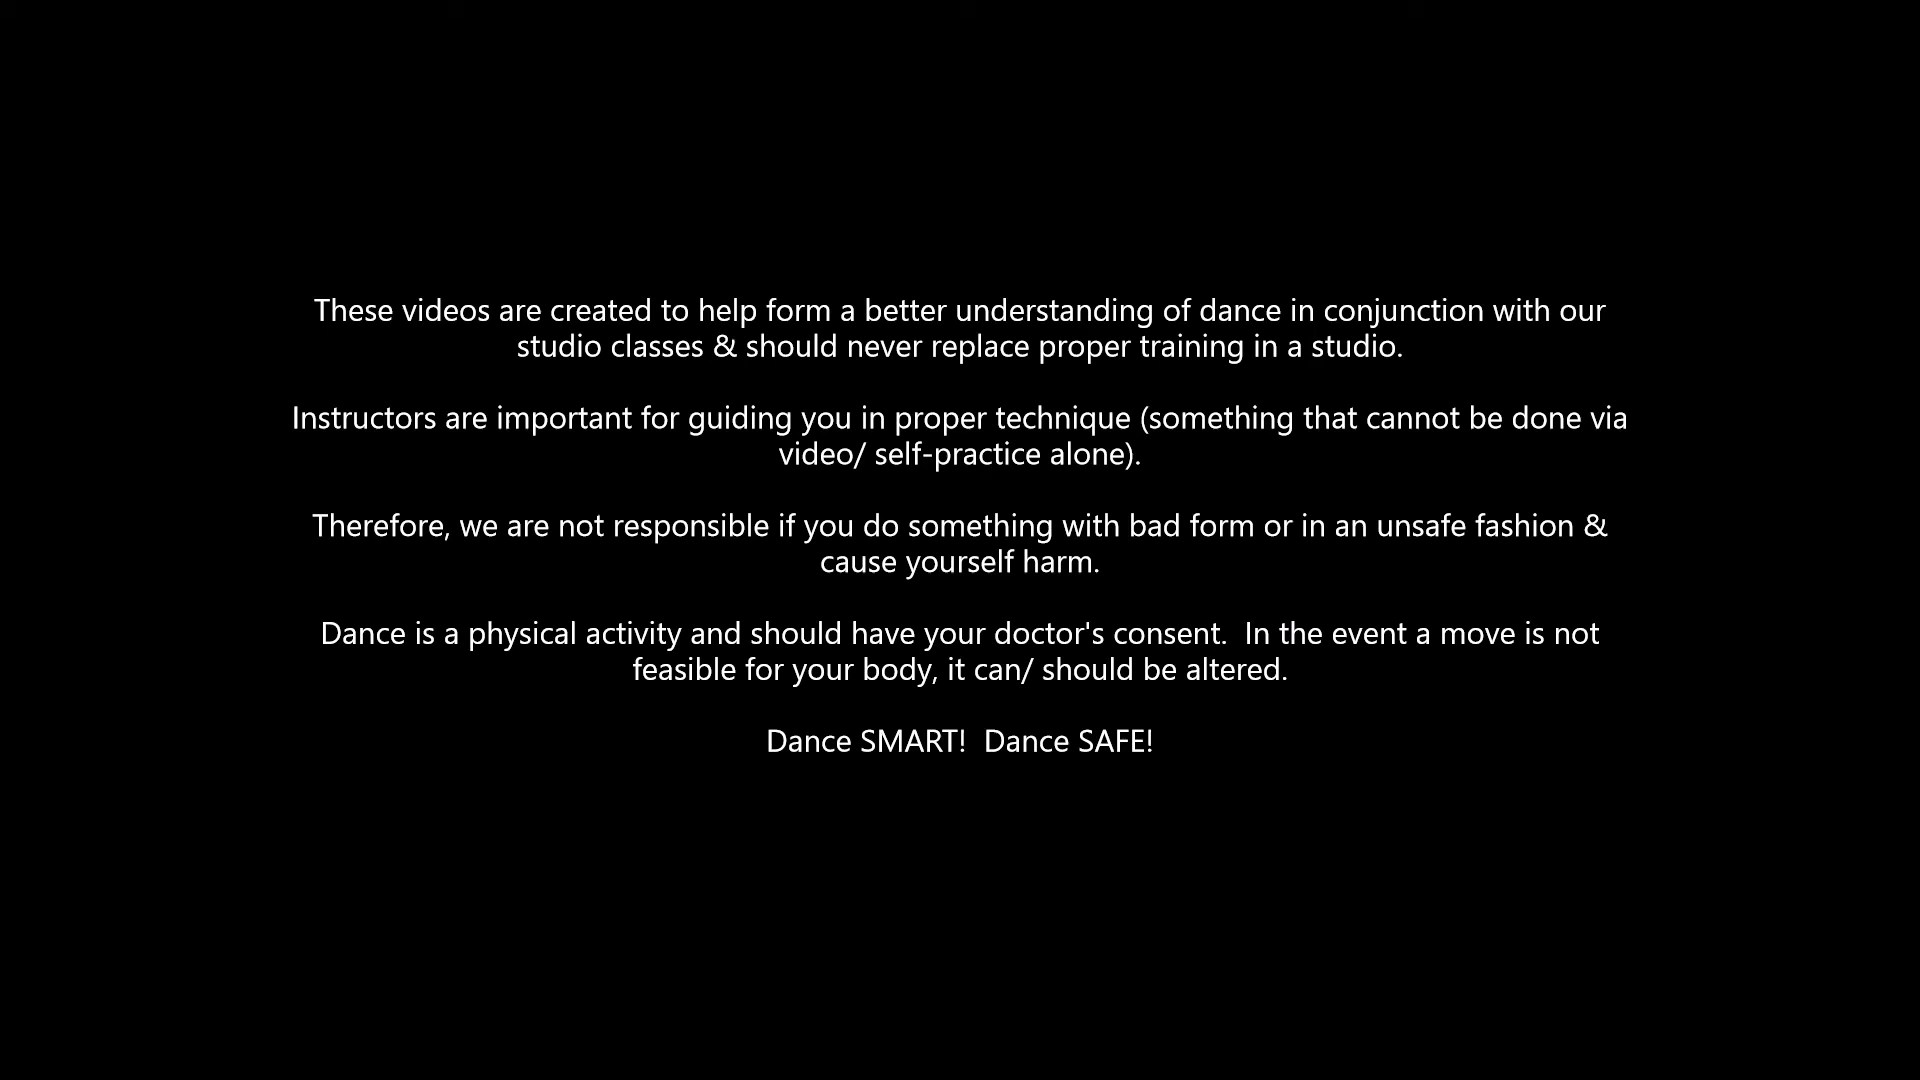 These videos are created to help form a better understanding of dance in conjunction with our
studio classes & should never replace proper training in a studio.
Instructors are important for guiding you in proper technique (something that cannot be done via
video/ self-practice alone).
Therefore, we are not responsible if you do something with bad form or in an unsafe fashion &
cause yourself harm.
Dance is a physical activity and should have your doctor's consent.  In the event a move is not
feasible for your body, it can/ should be altered.
Dance SMART!  Dance SAFE!